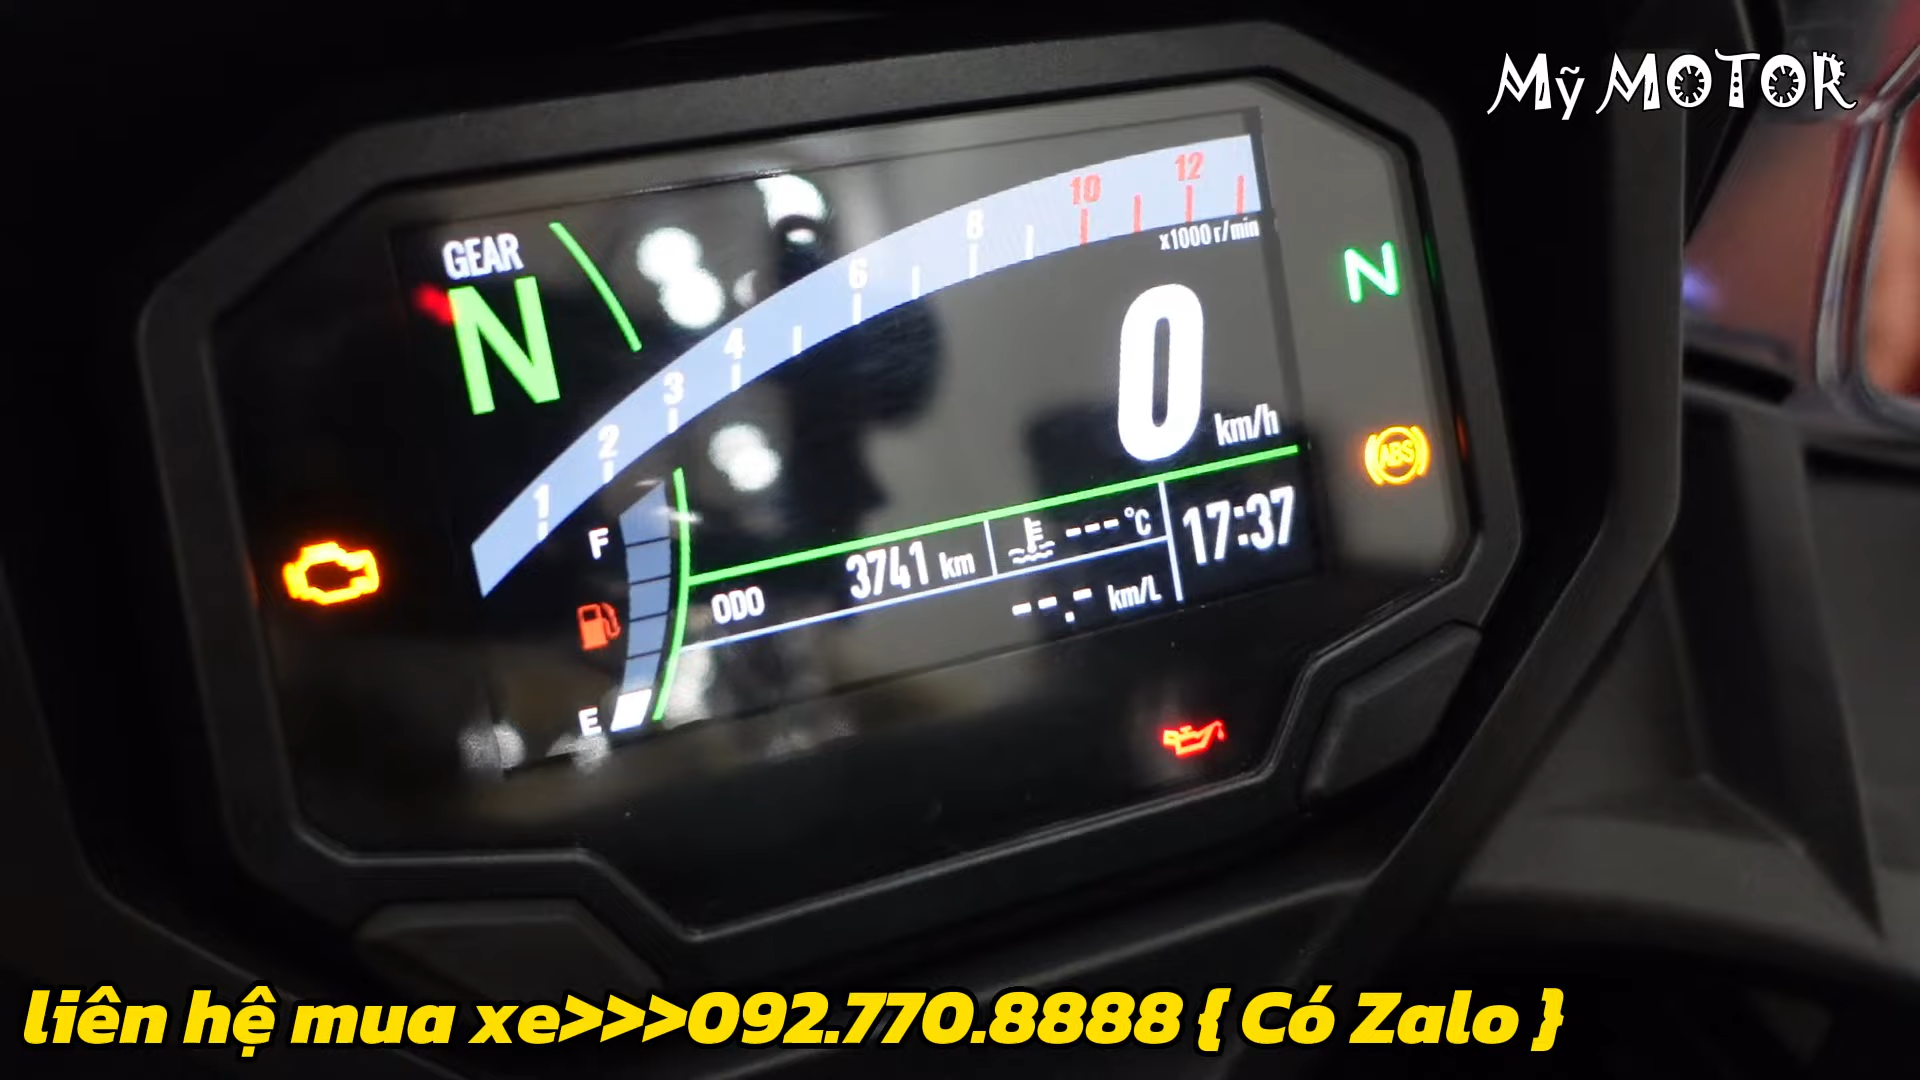 Mỹ MOTOR
GEAR
N
1 2 3 4 6 8 10 12
x1000 r/min
N
0 km/h
ABS
F
E
ODO 3741 km
---°C
17:37
--.- km/L
liên hệ mua xe>>>092.770.8888 { Có Zalo }